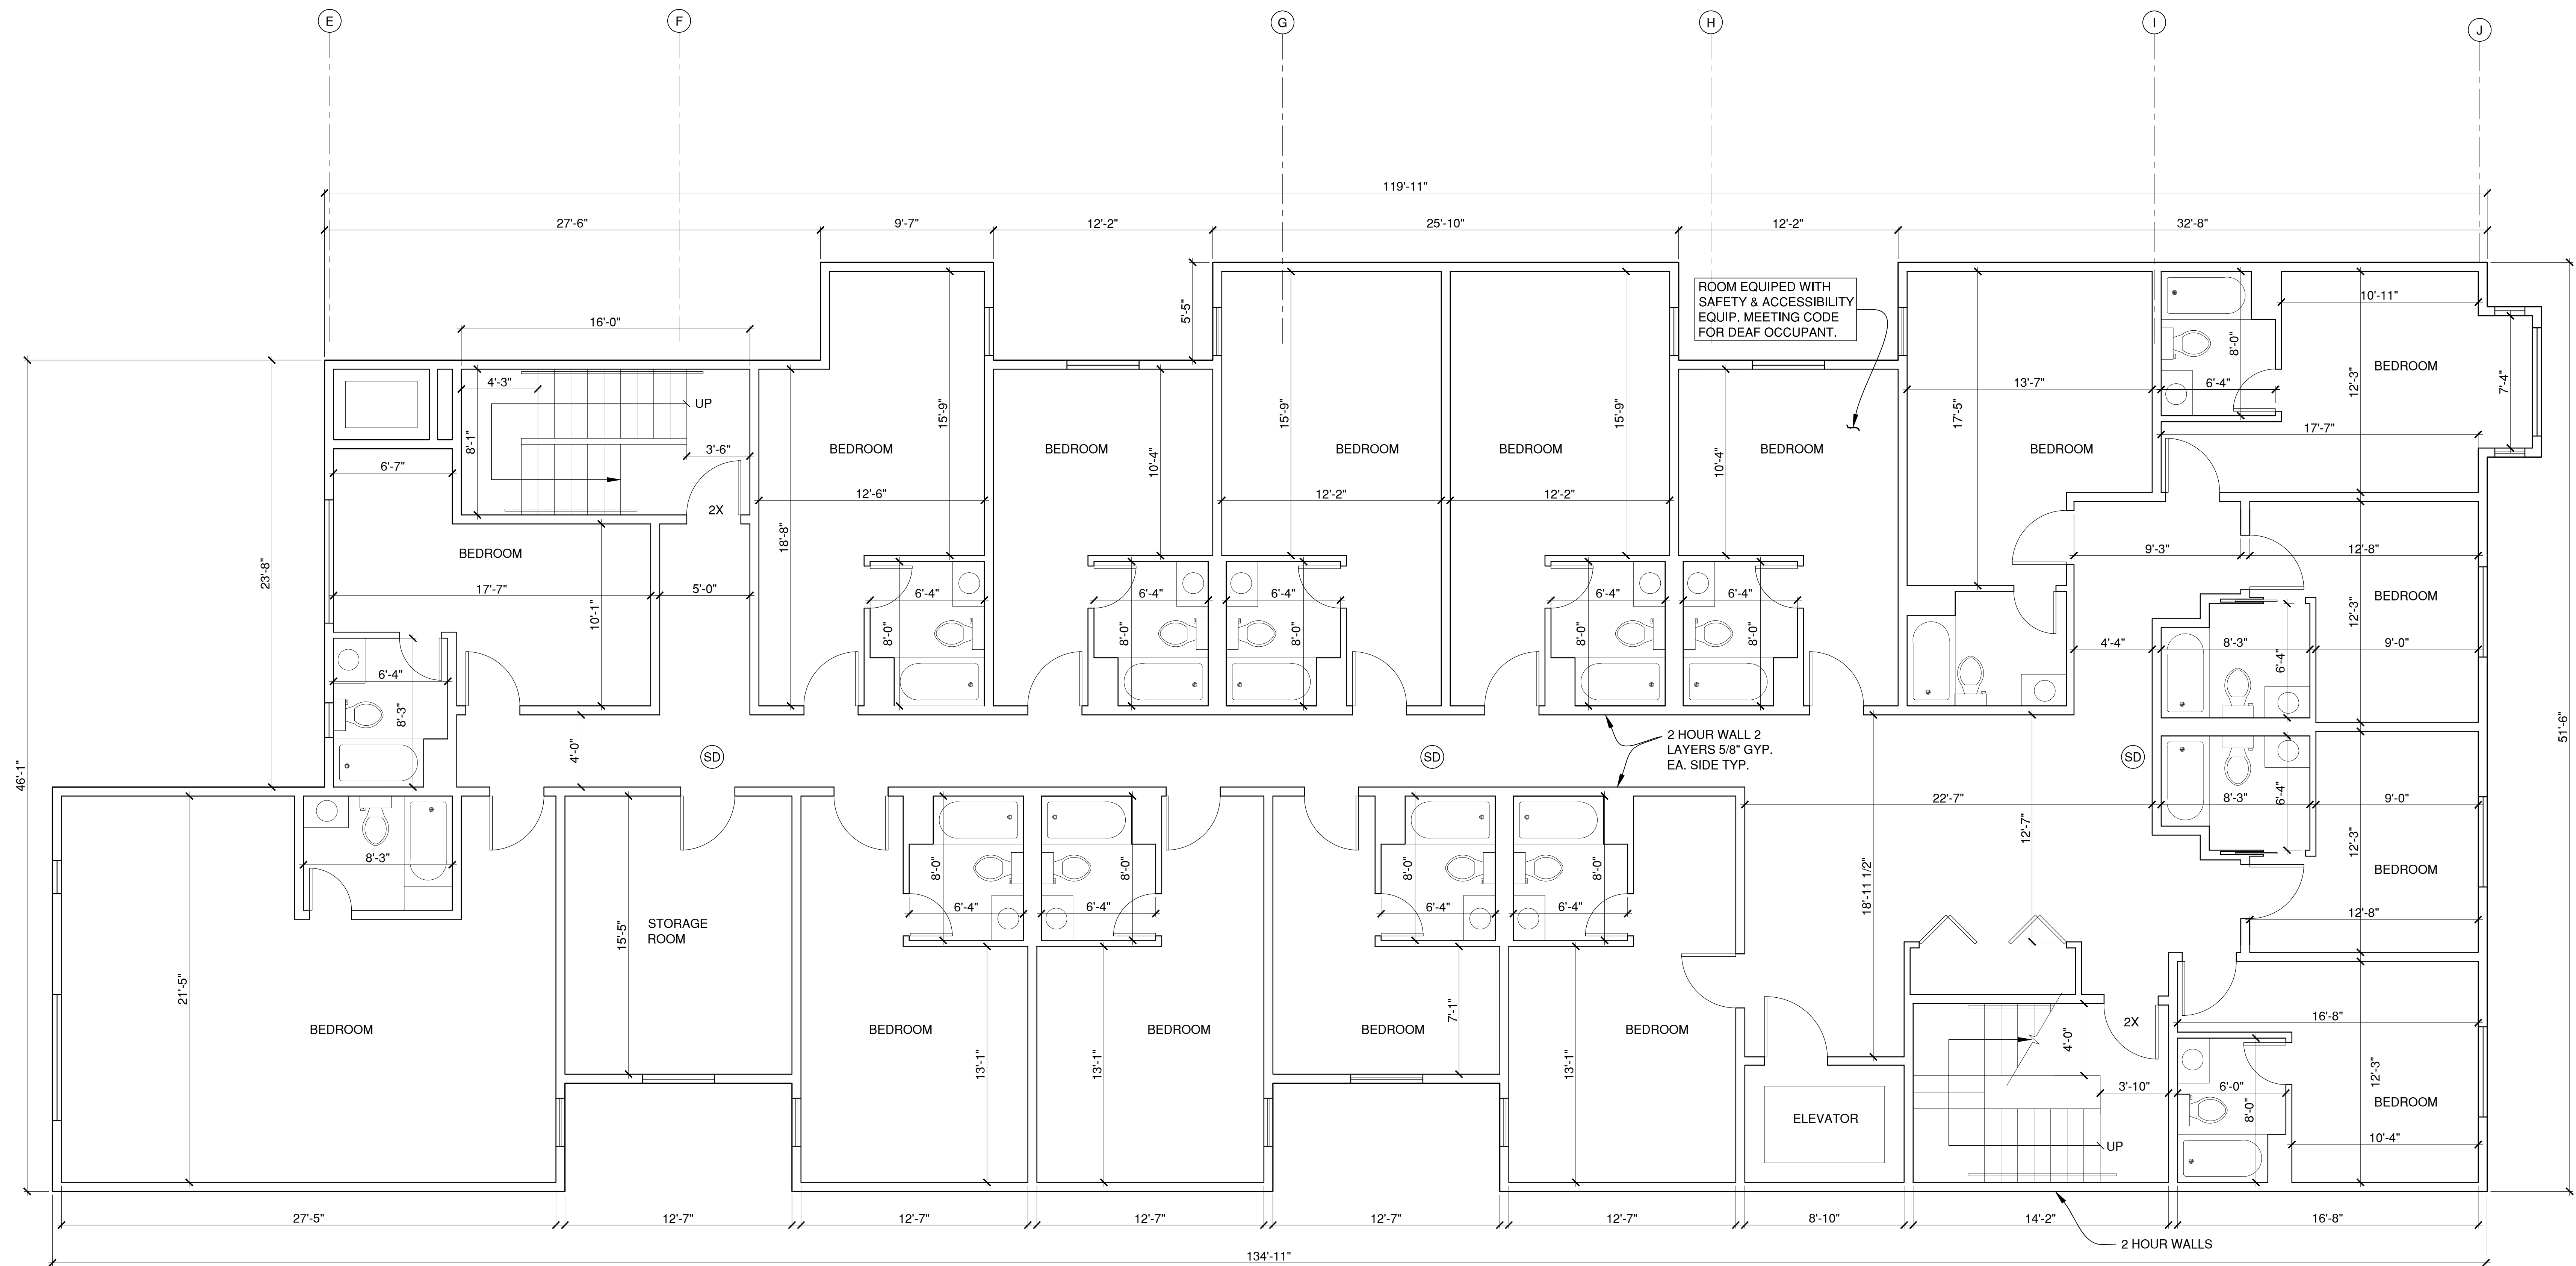 E
F
G
H
I
J
119'-11"
27'-6"
9'-7"
12'-2"
25'-10"
12'-2"
32'-8"
5'-5"
ROOM EQUIPED WITH
SAFETY & ACCESSIBILITY
EQUIP. MEETING CODE
FOR DEAF OCCUPANT.
16'-0"
4'-3"
UP
8'-1"
3'-6"
2X
6'-7"
BEDROOM
17'-7"
10'-1"
5'-0"
23'-8"
46'-1"
6'-4"
8'-3"
4'-0"
SD
15'-9"
BEDROOM
12'-6"
18'-8"
6'-4"
8'-0"
BEDROOM
10'-4"
6'-4"
8'-0"
15'-9"
BEDROOM
12'-2"
6'-4"
8'-0"
15'-9"
BEDROOM
12'-2"
6'-4"
8'-0"
BEDROOM
10'-4"
6'-4"
8'-0"
13'-7"
17'-5"
BEDROOM
10'-11"
8'-0"
6'-4"
12'-3"
BEDROOM
7'-4"
17'-7"
9'-3"
12'-8"
BEDROOM
12'-3"
4'-4"
8'-3"
6'-4"
9'-0"
51'-6"
SD
2 HOUR WALL 2
LAYERS 5/8" GYP.
EA. SIDE TYP.
SD
22'-7"
12'-7"
8'-3"
6'-4"
9'-0"
12'-3"
BEDROOM
12'-8"
18'-11 1/2"
21'-5"
8'-3"
BEDROOM
15'-5"
STORAGE
ROOM
8'-0"
6'-4"
BEDROOM
13'-1"
8'-0"
6'-4"
BEDROOM
13'-1"
8'-0"
6'-4"
BEDROOM
7'-1"
8'-0"
6'-4"
BEDROOM
13'-1"
ELEVATOR
2X
4'-0"
3'-10"
UP
16'-8"
6'-0"
8'-0"
12'-3"
BEDROOM
10'-4"
27'-5"
12'-7"
12'-7"
12'-7"
12'-7"
12'-7"
8'-10"
14'-2"
16'-8"
2 HOUR WALLS
134'-11"